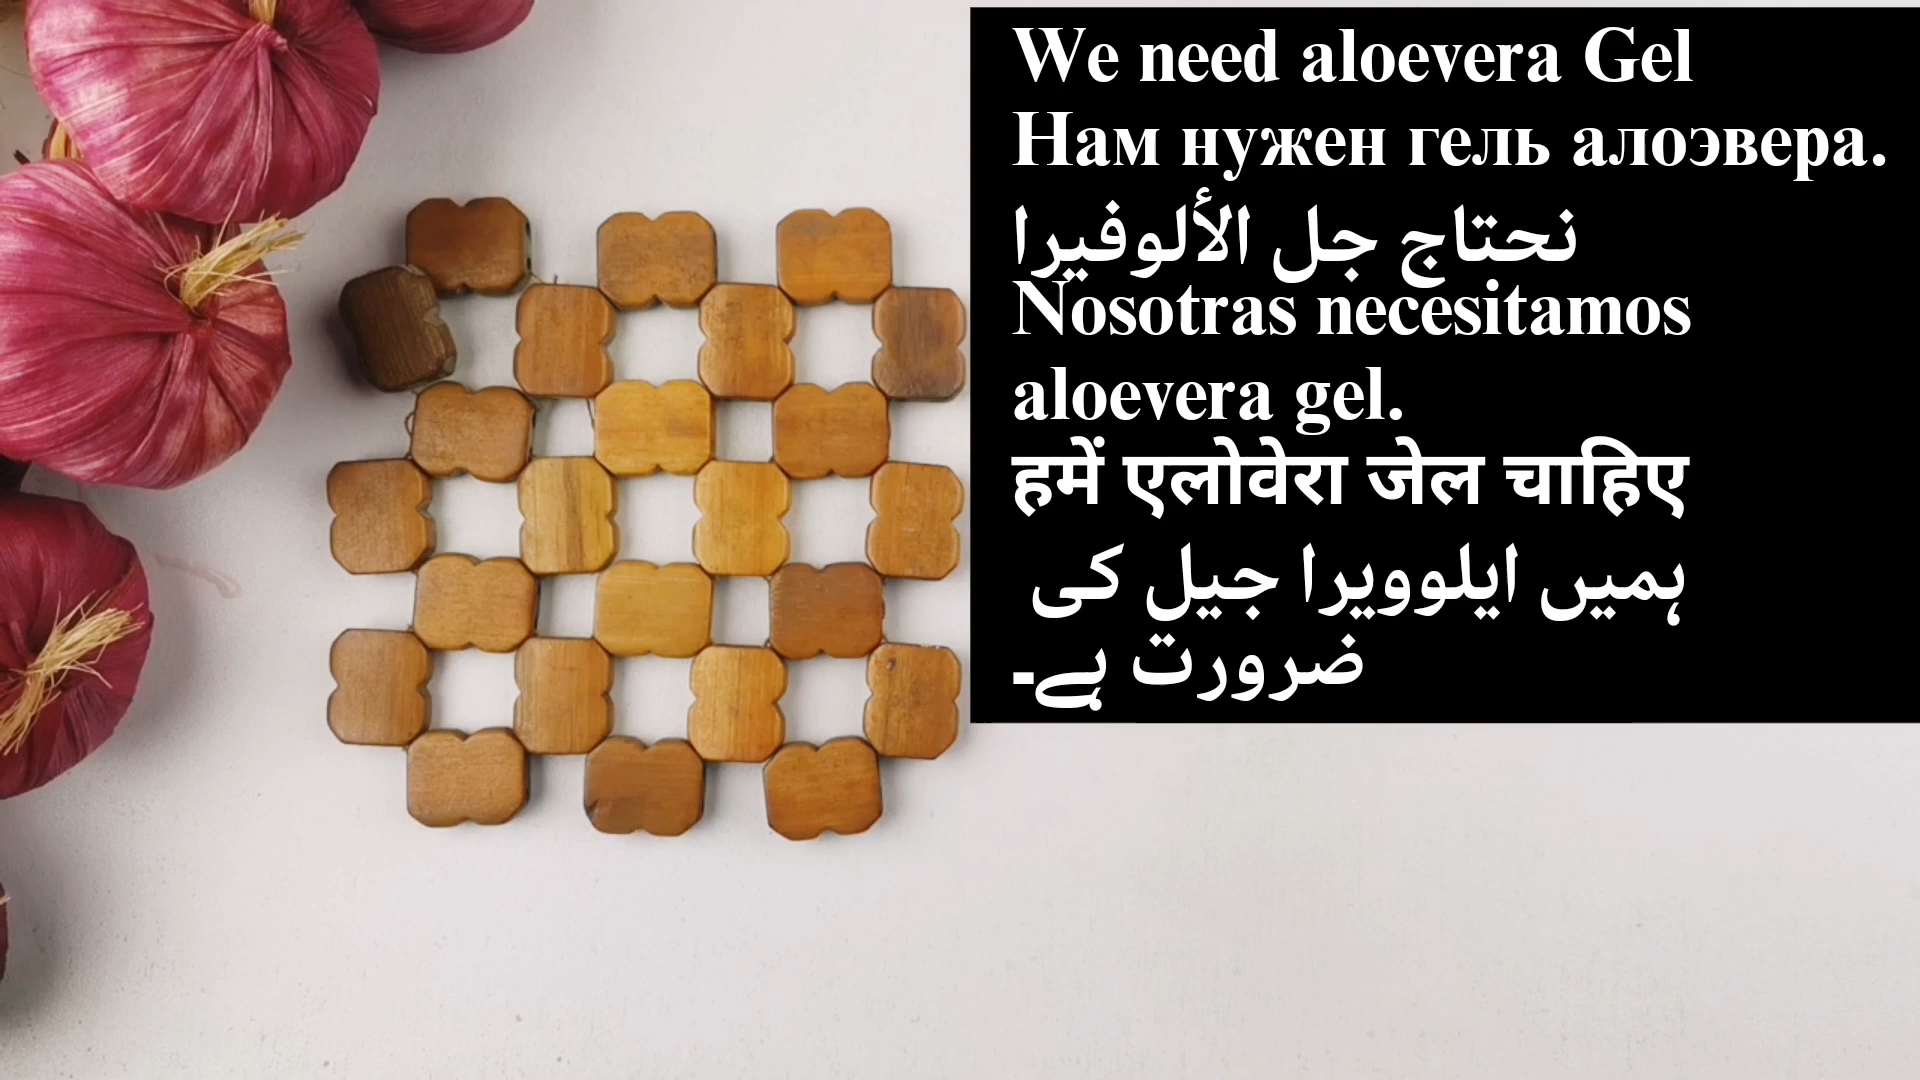 We need aloevera Gel
Нам нужен гель алоэвера.
نحتاج جل الألوفيرا
Nosotras necesitamos
aloevera gel.
हमें एलोवेरा जेल चाहिए
ہمیں ایلوویرا جیل کی
ضرورت ہے۔